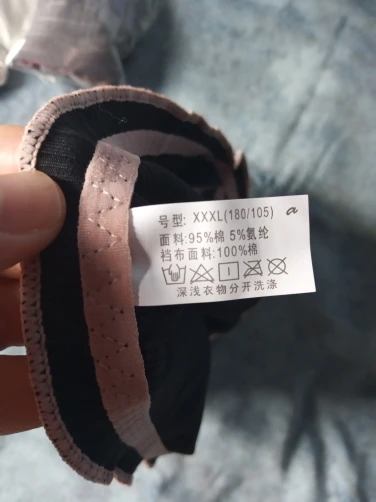 号型: XXXL(180/105) a
面料:95%棉 5%氨纶
裆布面料:100%棉
深浅衣物分开洗涤